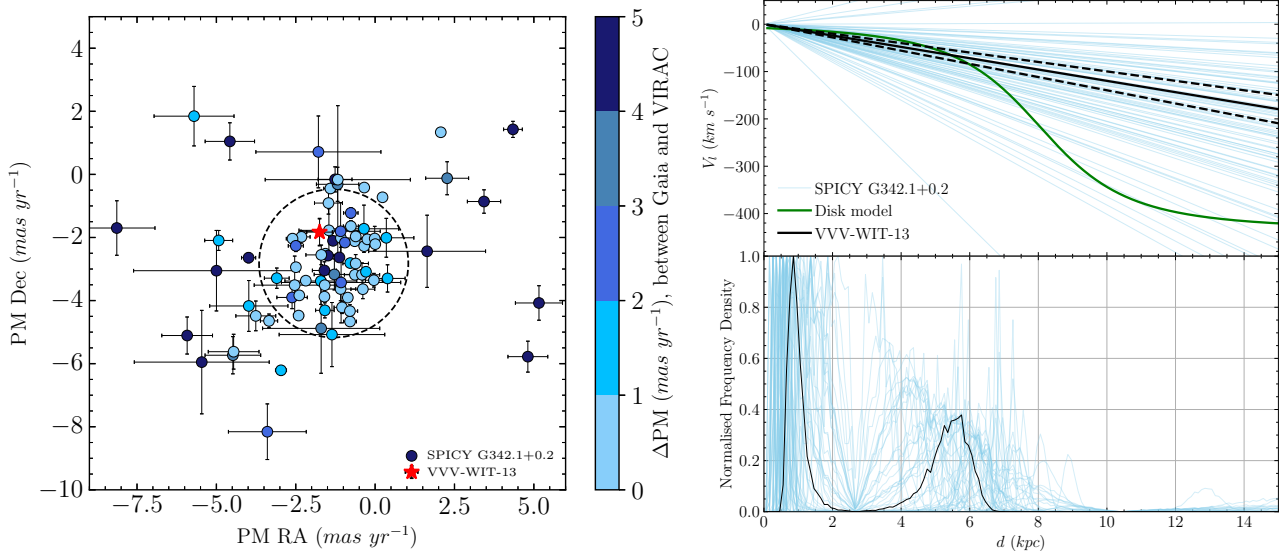 4
2
0
−2
−4
−6
−8
−10
PM Dec (mas yr⁻¹)
−7.5 −5.0 −2.5 0.0 2.5 5.0
PM RA (mas yr⁻¹)
SPICY G342.1+0.2
VVV-WIT-13
5
4
3
2
1
0
ΔPM (mas yr⁻¹), between Gaia and VIRAC
0
−100
−200
−300
−400
V_l (km s⁻¹)
SPICY G342.1+0.2
Disk model
VVV-WIT-13
1.0
0.8
0.6
0.4
0.2
0.0
Normalised Frequency Density
0 2 4 6 8 10 12 14
d (kpc)